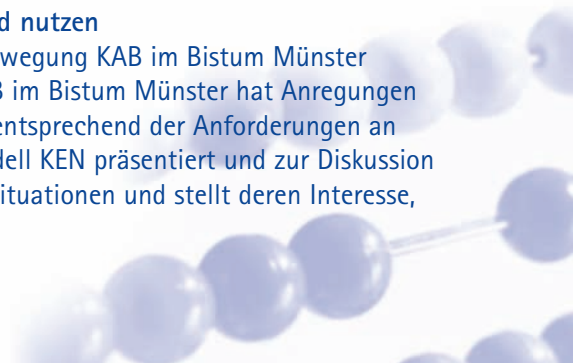 d nutzen
wegung KAB im Bistum Münster
B im Bistum Münster hat Anregungen
entsprechend der Anforderungen an
dell KEN präsentiert und zur Diskussion
ituationen und stellt deren Interesse,